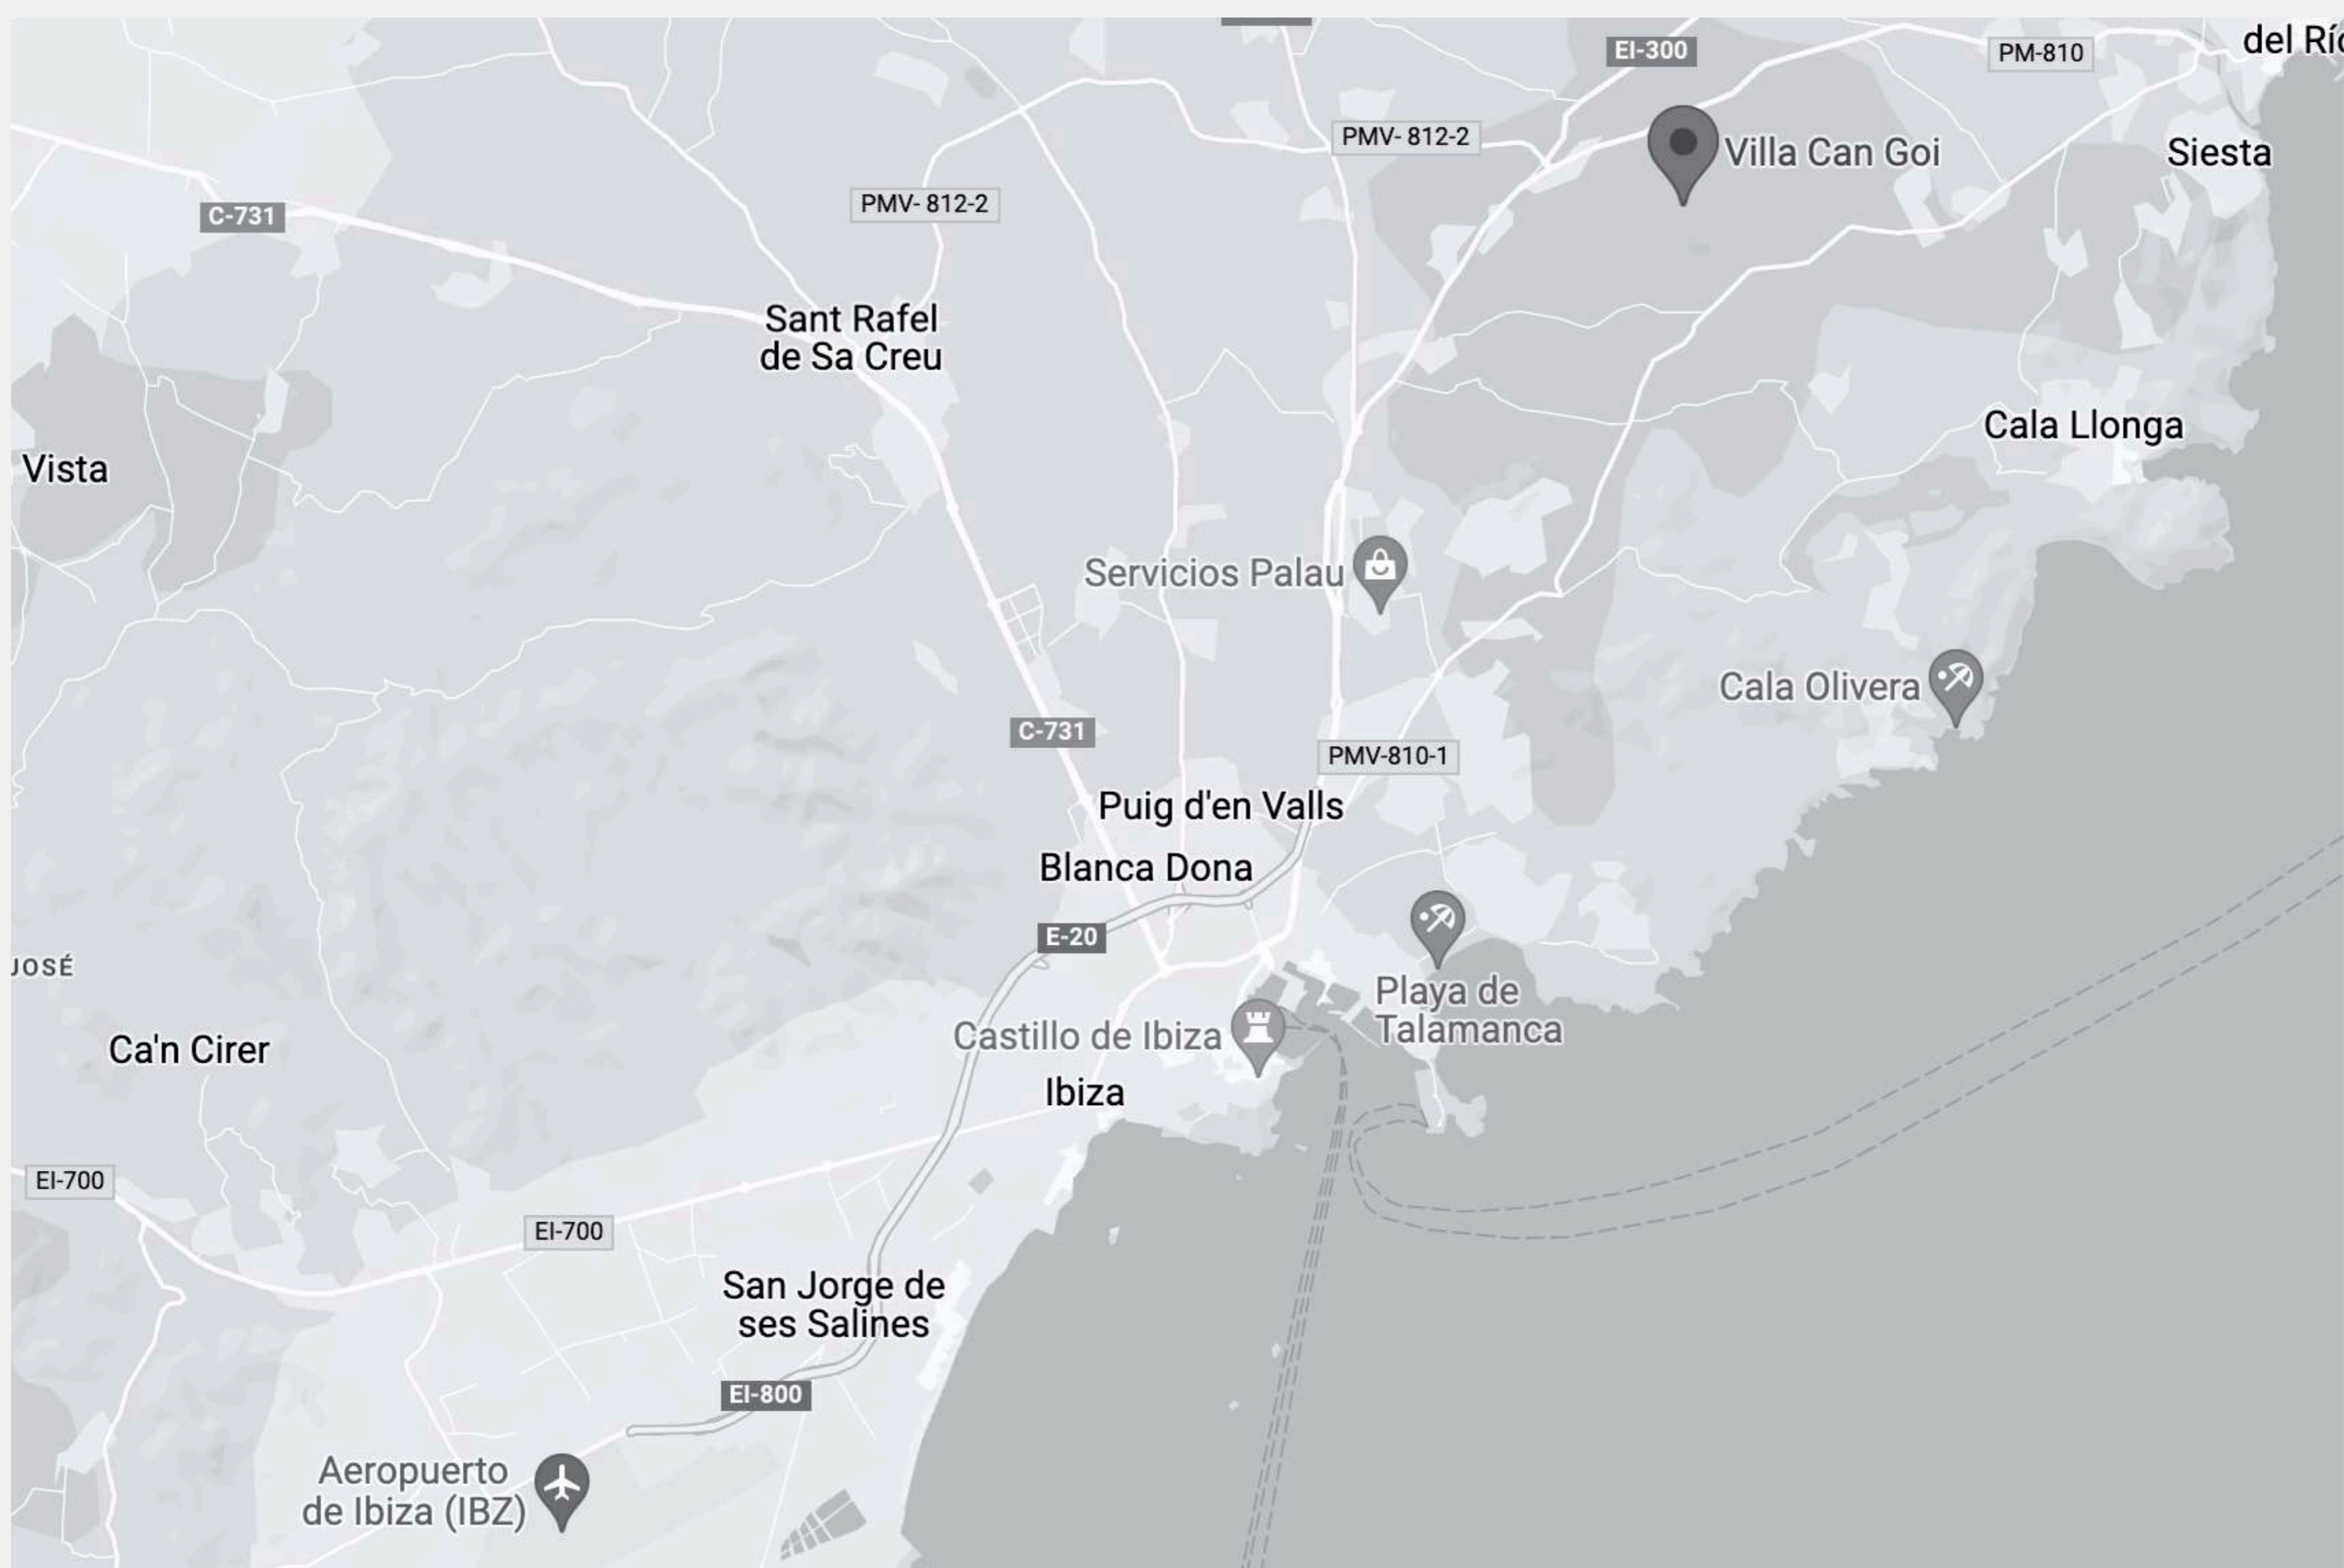 del Río
EI-300
PM-810
PMV- 812-2
Villa Can Goi
Siesta
PMV- 812-2
C-731
Sant Rafel
de Sa Creu
Cala Llonga
Vista
Servicios Palau
Cala Olivera
C-731
PMV-810-1
Puig d'en Valls
Blanca Dona
E-20
JOSÉ
Playa de
Talamanca
Castillo de Ibiza
Ca'n Cirer
Ibiza
EI-700
EI-700
San Jorge de
ses Salines
EI-800
Aeropuerto
de Ibiza (IBZ)